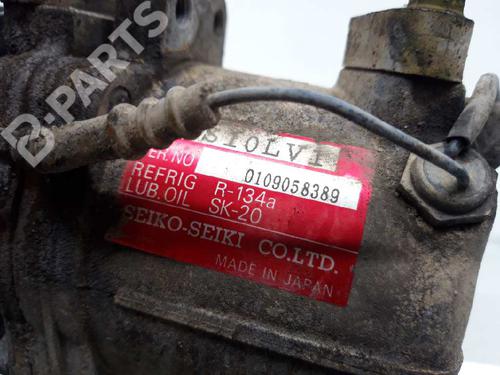 B-PARTS
SS10LV1
SER.NO 0109058389
REFRIG R-134a
LUB.OIL SK-20
SEIKO-SEIKI CO.LTD.
MADE IN JAPAN